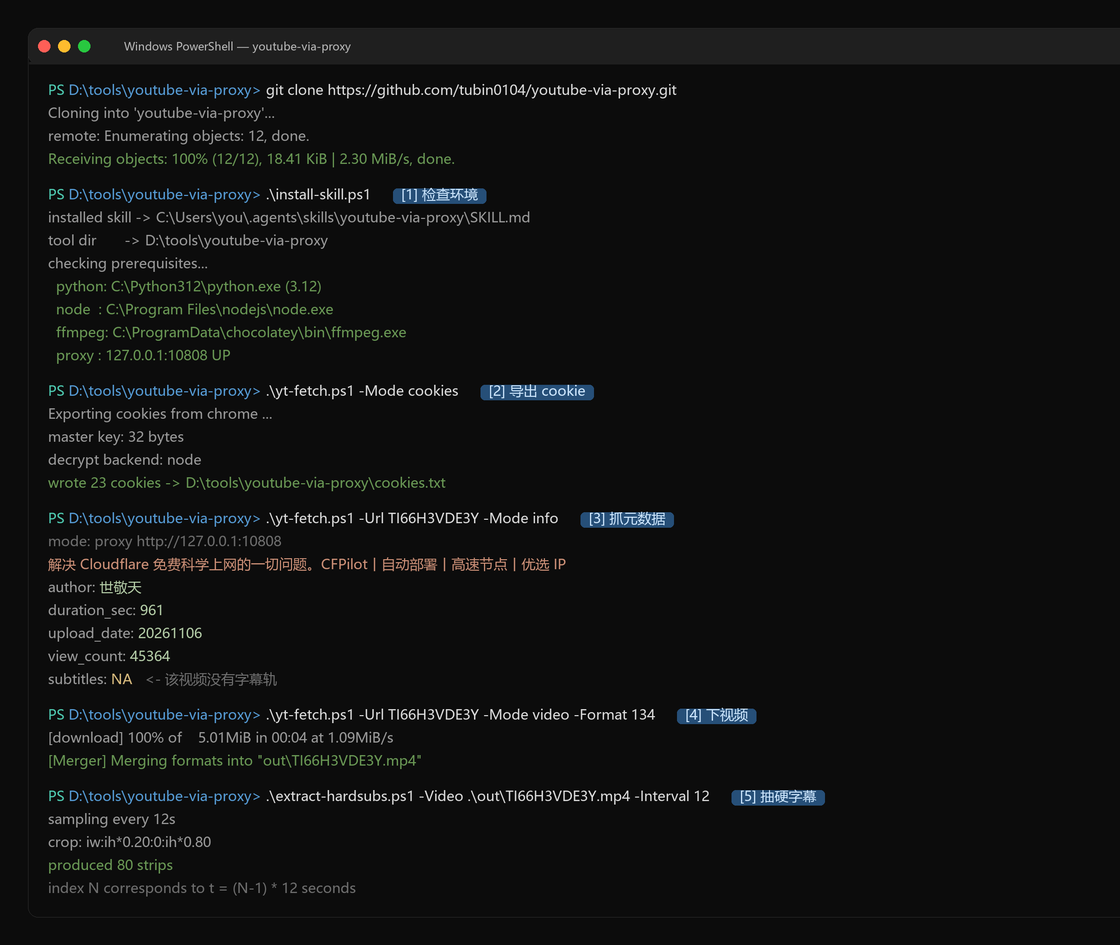 Windows PowerShell — youtube-via-proxy
PS D:\tools\youtube-via-proxy> git clone https://github.com/tubin0104/youtube-via-proxy.git
Cloning into 'youtube-via-proxy'...
remote: Enumerating objects: 12, done.
Receiving objects: 100% (12/12), 18.41 KiB | 2.30 MiB/s, done.
PS D:\tools\youtube-via-proxy> .\install-skill.ps1 [1] 检查环境
installed skill -> C:\Users\you\.agents\skills\youtube-via-proxy\SKILL.md
tool dir -> D:\tools\youtube-via-proxy
checking prerequisites...
python: C:\Python312\python.exe (3.12)
node : C:\Program Files\nodejs\node.exe
ffmpeg: C:\ProgramData\chocolatey\bin\ffmpeg.exe
proxy : 127.0.0.1:10808 UP
PS D:\tools\youtube-via-proxy> .\yt-fetch.ps1 -Mode cookies [2] 导出 cookie
Exporting cookies from chrome ...
master key: 32 bytes
decrypt backend: node
wrote 23 cookies -> D:\tools\youtube-via-proxy\cookies.txt
PS D:\tools\youtube-via-proxy> .\yt-fetch.ps1 -Url TI66H3VDE3Y -Mode info [3] 抓元数据
mode: proxy http://127.0.0.1:10808
解决 Cloudflare 免费科学上网的一切问题。CFPilot | 自动部署 | 高速节点 | 优选 IP
author: 世敬天
duration_sec: 961
upload_date: 20261106
view_count: 45364
subtitles: NA <- 该视频没有字幕轨
PS D:\tools\youtube-via-proxy> .\yt-fetch.ps1 -Url TI66H3VDE3Y -Mode video -Format 134 [4] 下视频
[download] 100% of 5.01MiB in 00:04 at 1.09MiB/s
[Merger] Merging formats into "out\TI66H3VDE3Y.mp4"
PS D:\tools\youtube-via-proxy> .\extract-hardsubs.ps1 -Video .\out\TI66H3VDE3Y.mp4 -Interval 12 [5] 抽硬字幕
sampling every 12s
crop: iw:ih*0.20:0:ih*0.80
produced 80 strips
index N corresponds to t = (N-1) * 12 seconds